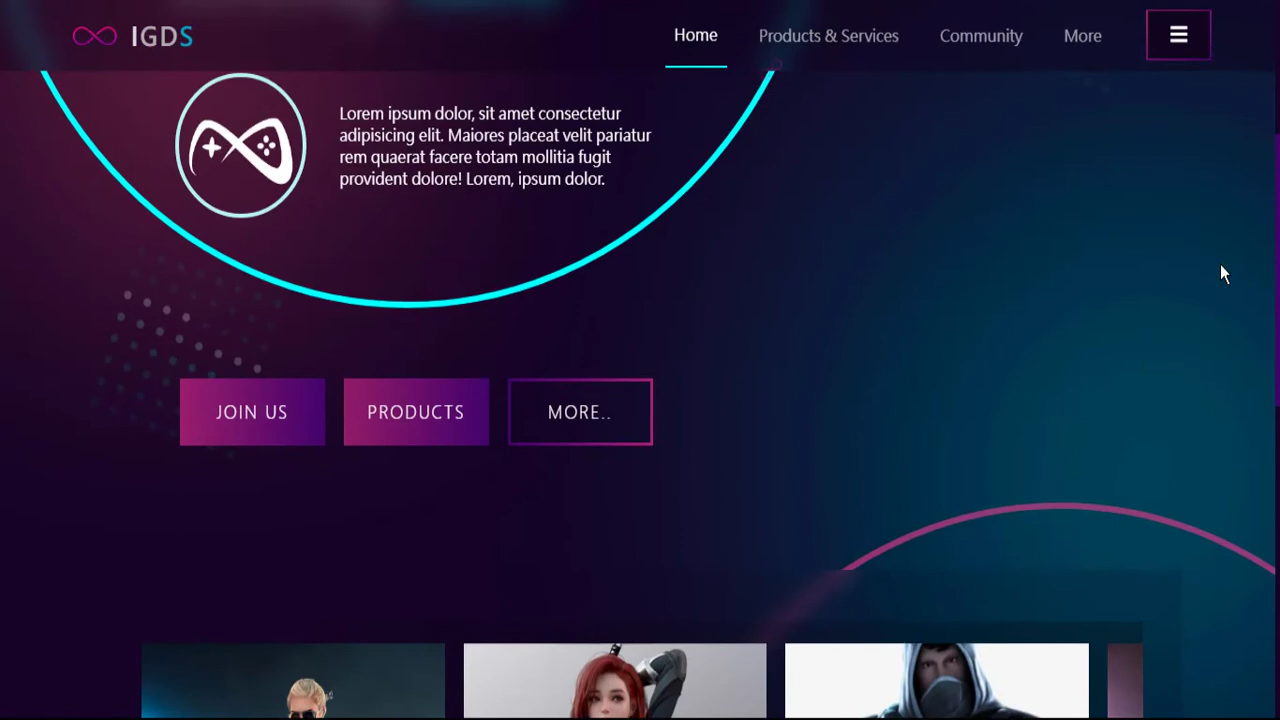 IGDS
Home
Products & Services
Community
More
Lorem ipsum dolor, sit amet consectetur
adipisicing elit. Maiores placeat velit pariatur
rem quaerat facere totam mollitia fugit
provident dolore! Lorem, ipsum dolor.
JOIN US
PRODUCTS
MORE..